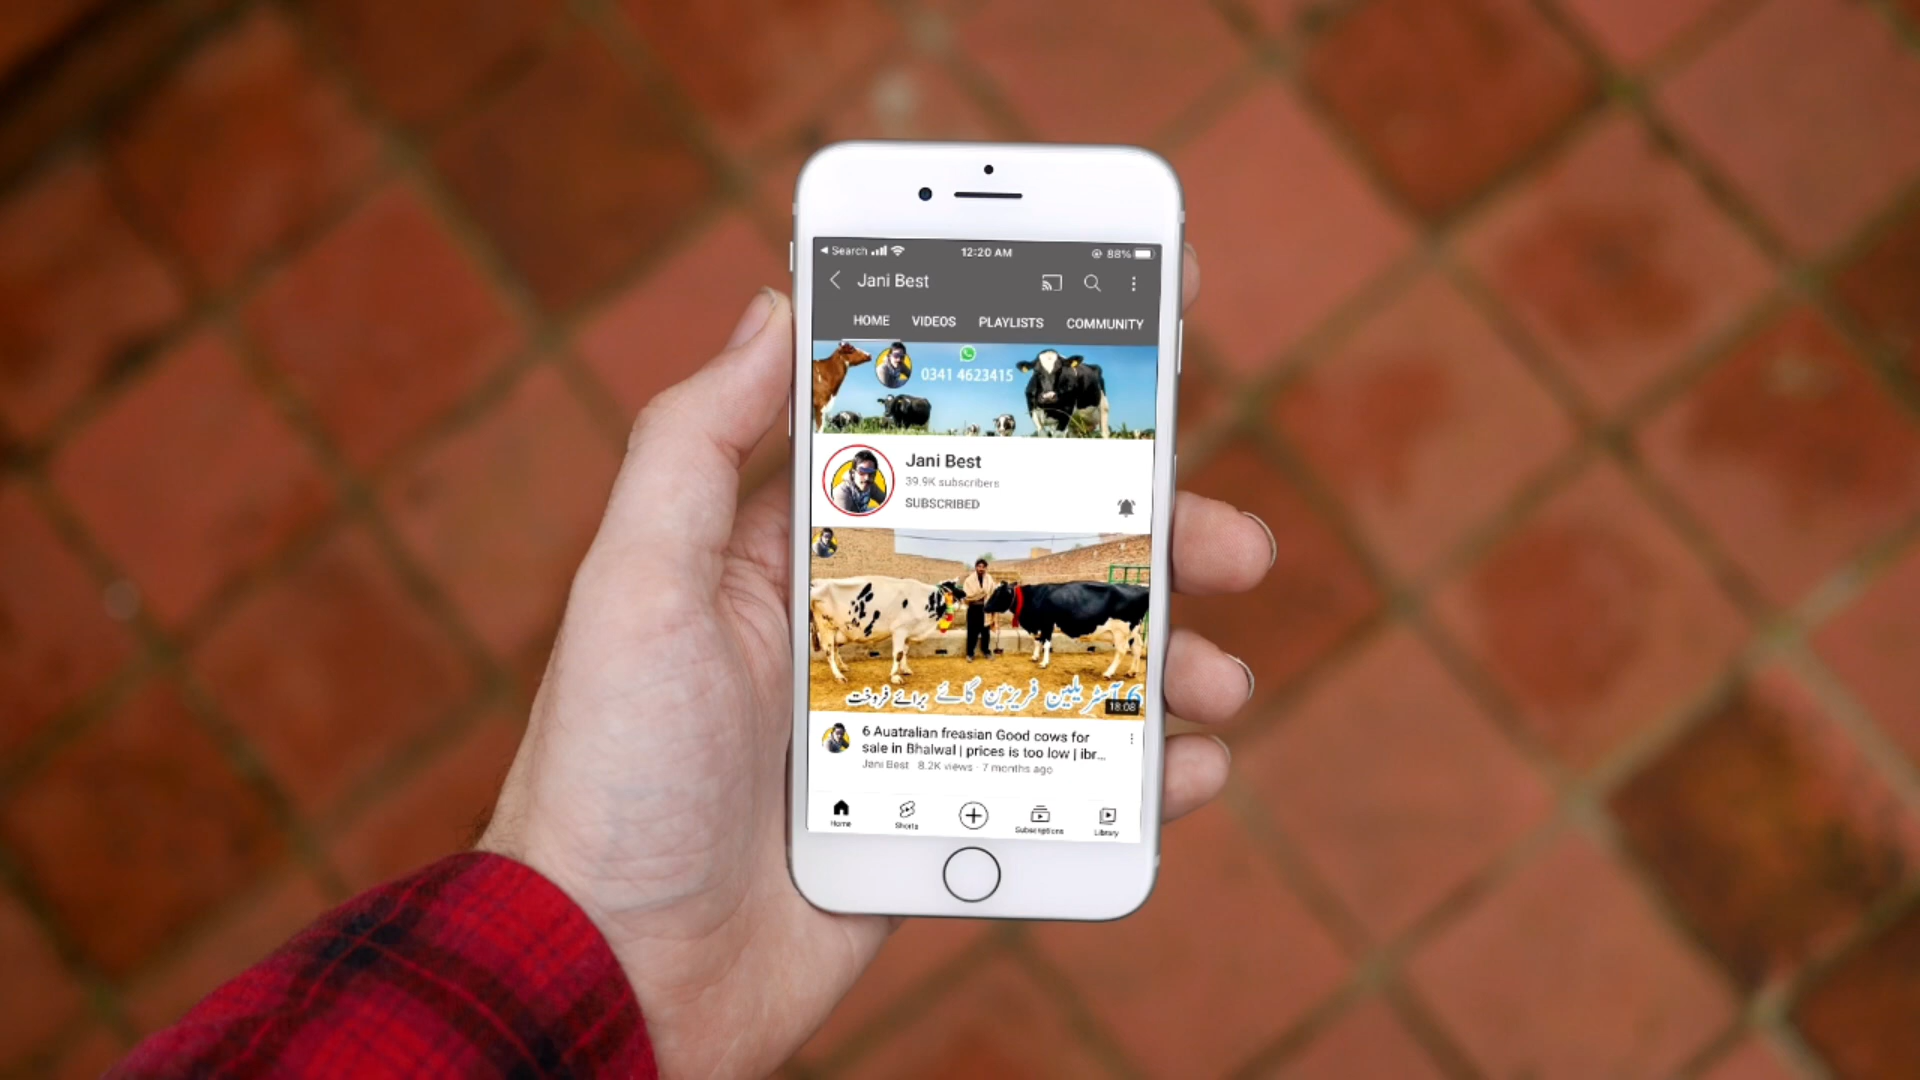 Search
12:20 AM
88%
Jani Best
HOME VIDEOS PLAYLISTS COMMUNITY
0341 4623415
Jani Best
39.9K subscribers
SUBSCRIBED
6 آسٹریلین فریزین گائے برائے فروخت
18:08
6 Auatralian freasian Good cows for
sale in Bhalwal | prices is too low | ibr...
Jani Best 8.2K views · 7 months ago
Home Shorts Subscriptions Library